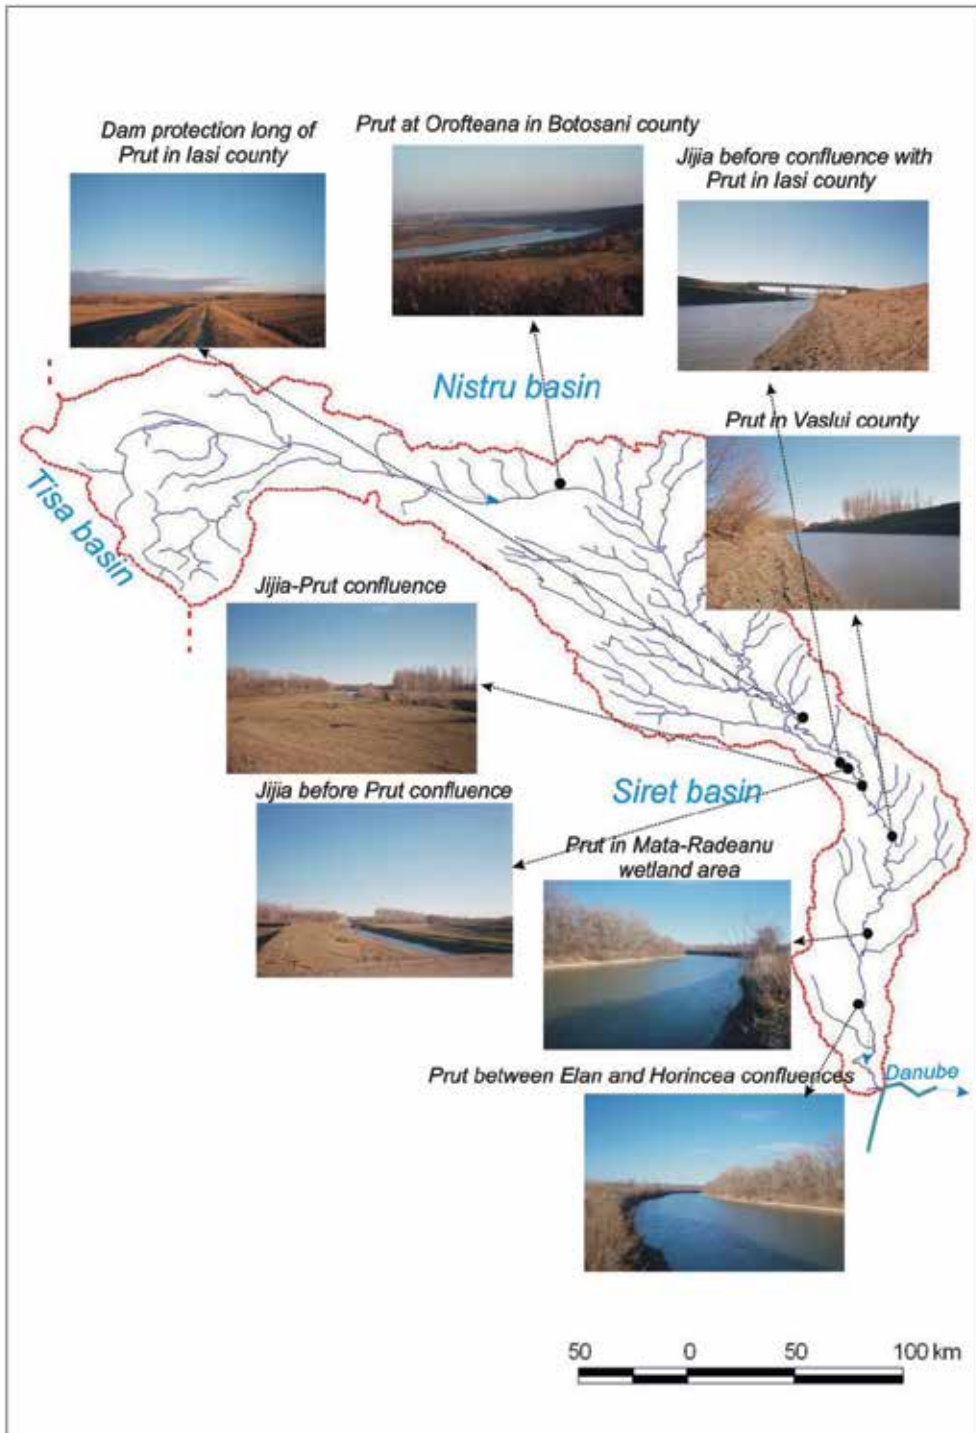 Dam protection long of
Prut in Iasi county
Prut at Orofteana in Botosani county
Jijia before confluence with
Prut in Iasi county
Nistru basin
Prut in Vaslui county
Tisa basin
Jijia-Prut confluence
Jijia before Prut confluence
Siret basin
Prut in Mata-Radeanu
wetland area
Prut between Elan and Horincea confluences
Danube
50 0 50 100 km